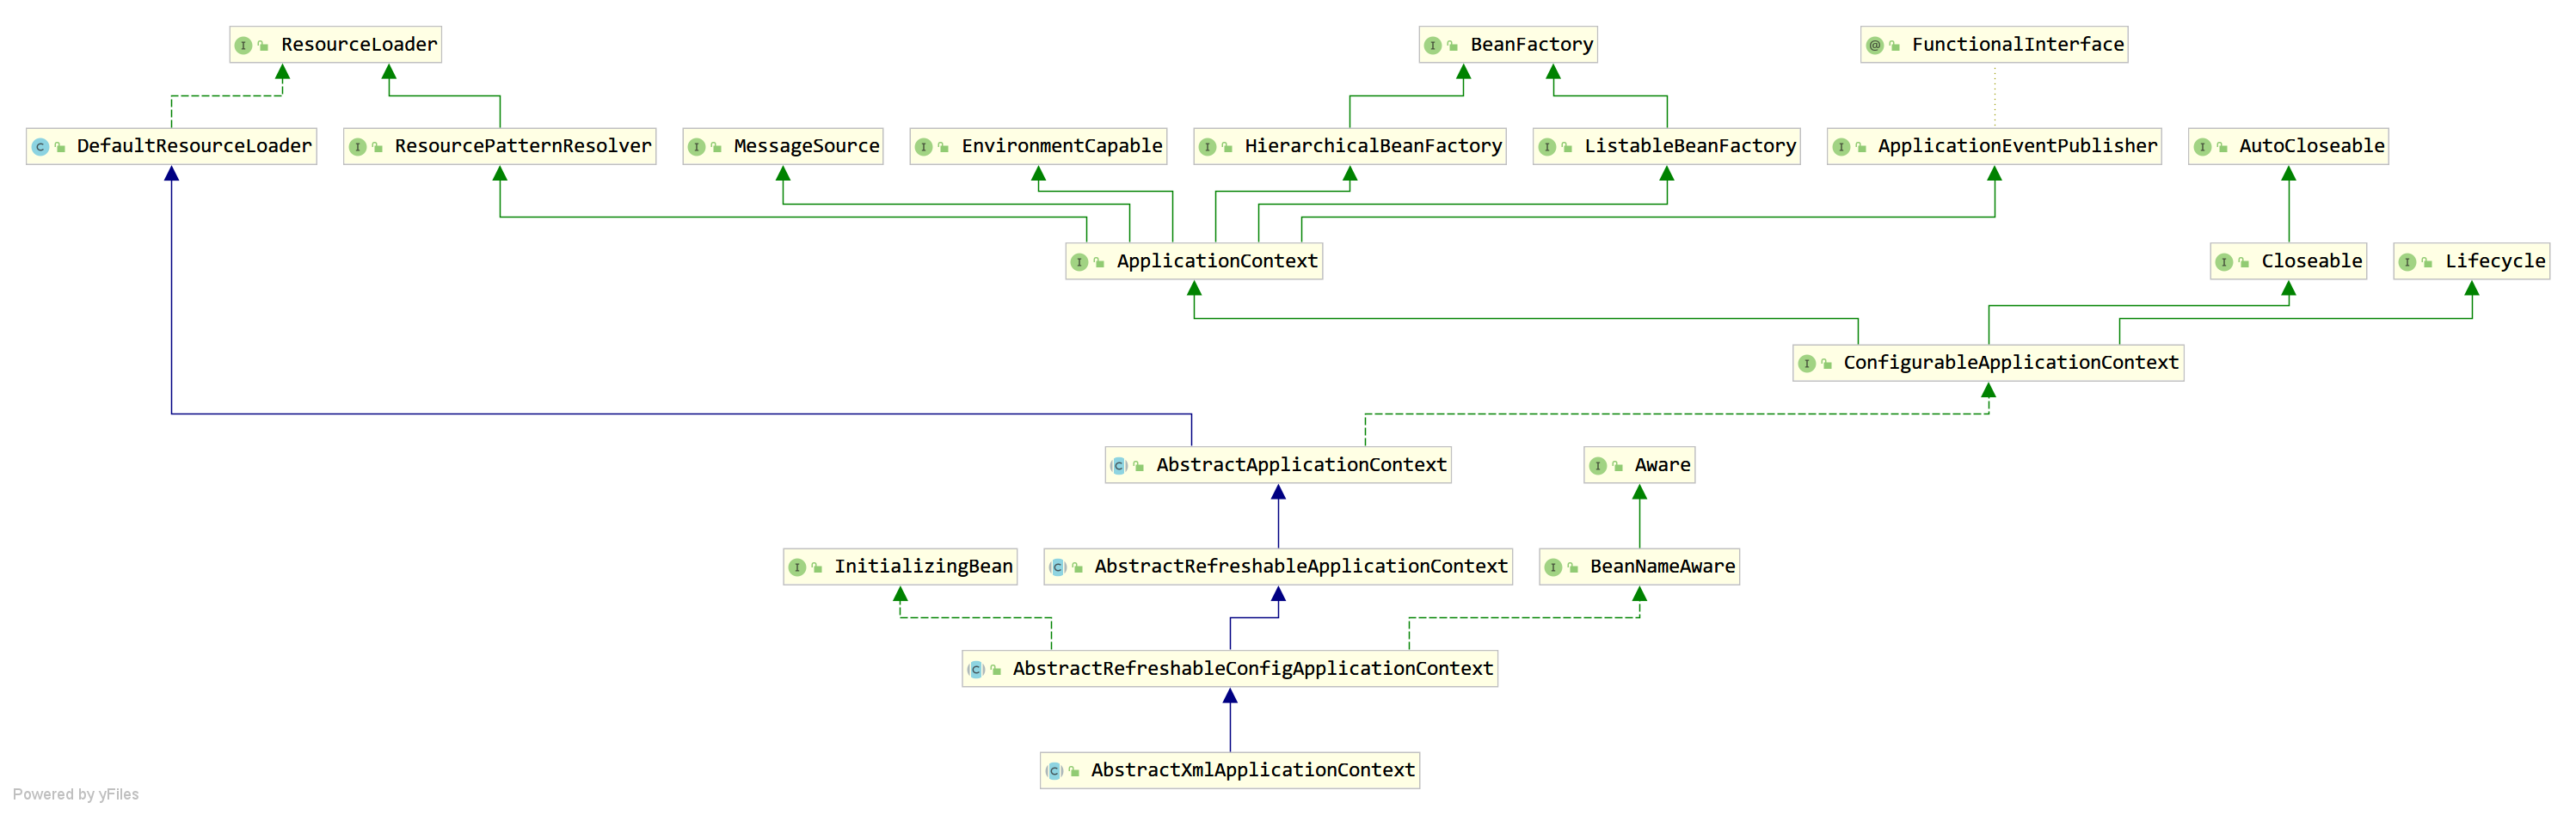 ResourceLoader
BeanFactory
FunctionalInterface
DefaultResourceLoader
ResourcePatternResolver
MessageSource
EnvironmentCapable
HierarchicalBeanFactory
ListableBeanFactory
ApplicationEventPublisher
AutoCloseable
ApplicationContext
Closeable
Lifecycle
ConfigurableApplicationContext
AbstractApplicationContext
Aware
InitializingBean
AbstractRefreshableApplicationContext
BeanNameAware
AbstractRefreshableConfigApplicationContext
AbstractXmlApplicationContext
Powered by yFiles